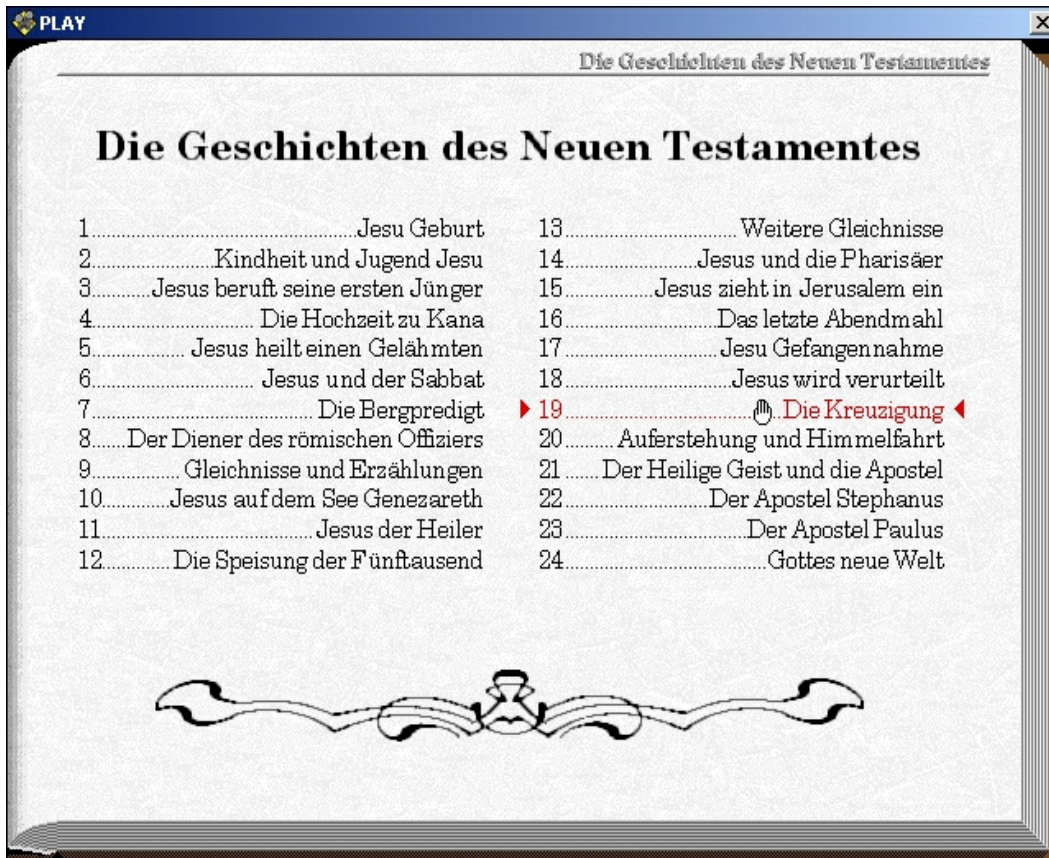 PLAY
Die Geschichten des Neuen Testamentes
Die Geschichten des Neuen Testamentes
1 Jesu Geburt
2 Kindheit und Jugend Jesu
3 Jesus beruft seine ersten Jünger
4 Die Hochzeit zu Kana
5 Jesus heilt einen Gelähmten
6 Jesus und der Sabbat
7 Die Bergpredigt
8 Der Diener des römischen Offiziers
9 Gleichnisse und Erzählungen
10 Jesus auf dem See Genezareth
11 Jesus der Heiler
12 Die Speisung der Fünftausend
13 Weitere Gleichnisse
14 Jesus und die Pharisäer
15 Jesus zieht in Jerusalem ein
16 Das letzte Abendmahl
17 Jesu Gefangennahme
18 Jesus wird verurteilt
19 Die Kreuzigung
20 Auferstehung und Himmelfahrt
21 Der Heilige Geist und die Apostel
22 Der Apostel Stephanus
23 Der Apostel Paulus
24 Gottes neue Welt